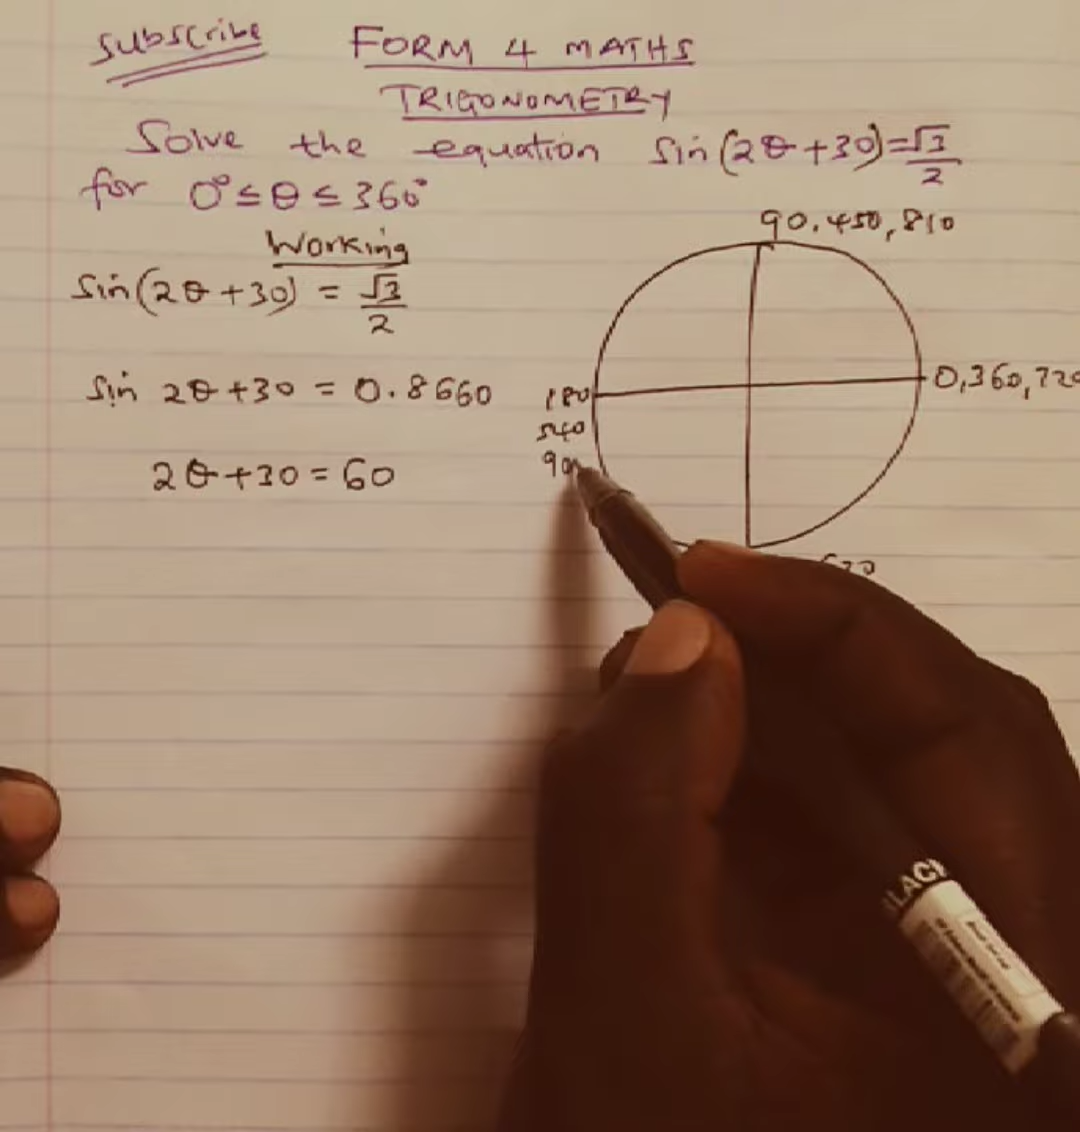 Subscribe FORM 4 MATHS
TRIGONOMETRY
Solve the equation sin(2θ+30)=√3/2
for 0°≤θ≤360°
Working
90, 450, 810
sin(2θ+30) = √3/2
sin 2θ+30 = 0.8660
0, 360, 720
180
540
90
2θ+30 = 60
BLACK